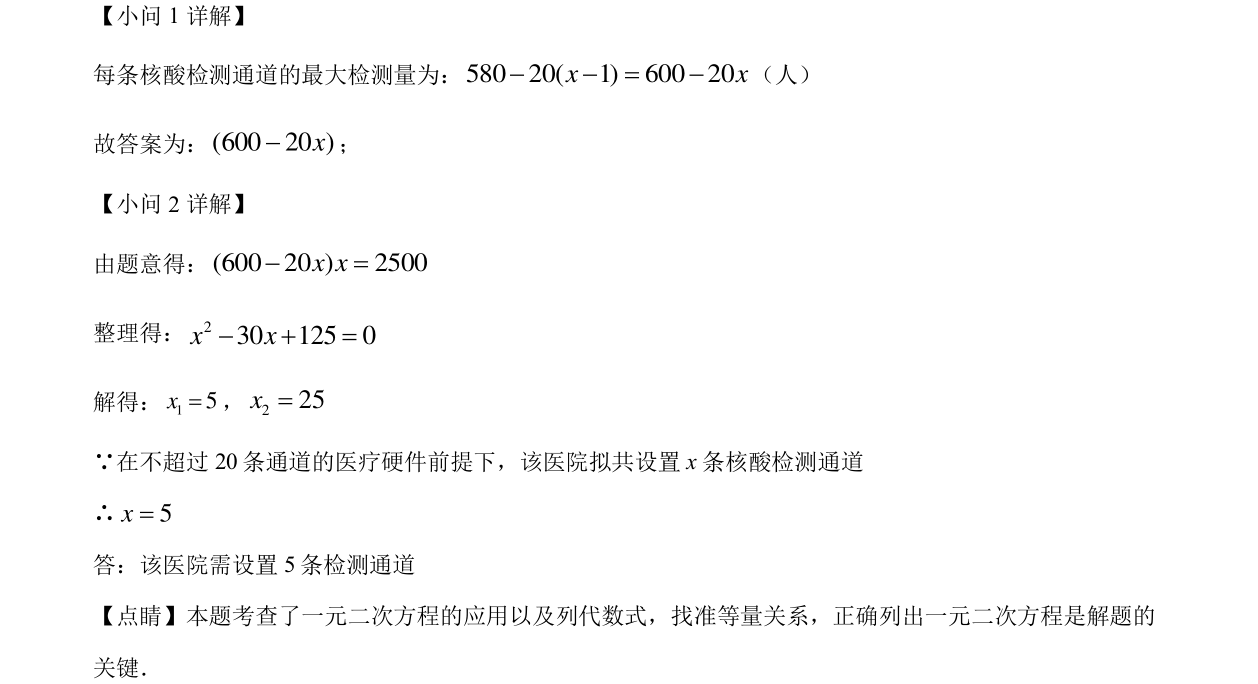 【小问 1 详解】
每条核酸检测通道的最大检测量为：580−20(x−1)=600−20x（人）
故答案为：(600−20x)；
【小问 2 详解】
由题意得：(600−20x)x=2500
整理得：x²−30x+125=0
解得：x₁=5，x₂=25
∵在不超过 20 条通道的医疗硬件前提下，该医院拟共设置 x 条核酸检测通道
∴x=5
答：该医院需设置 5 条检测通道
【点睛】本题考查了一元二次方程的应用以及列代数式，找准等量关系，正确列出一元二次方程是解题的
关键．